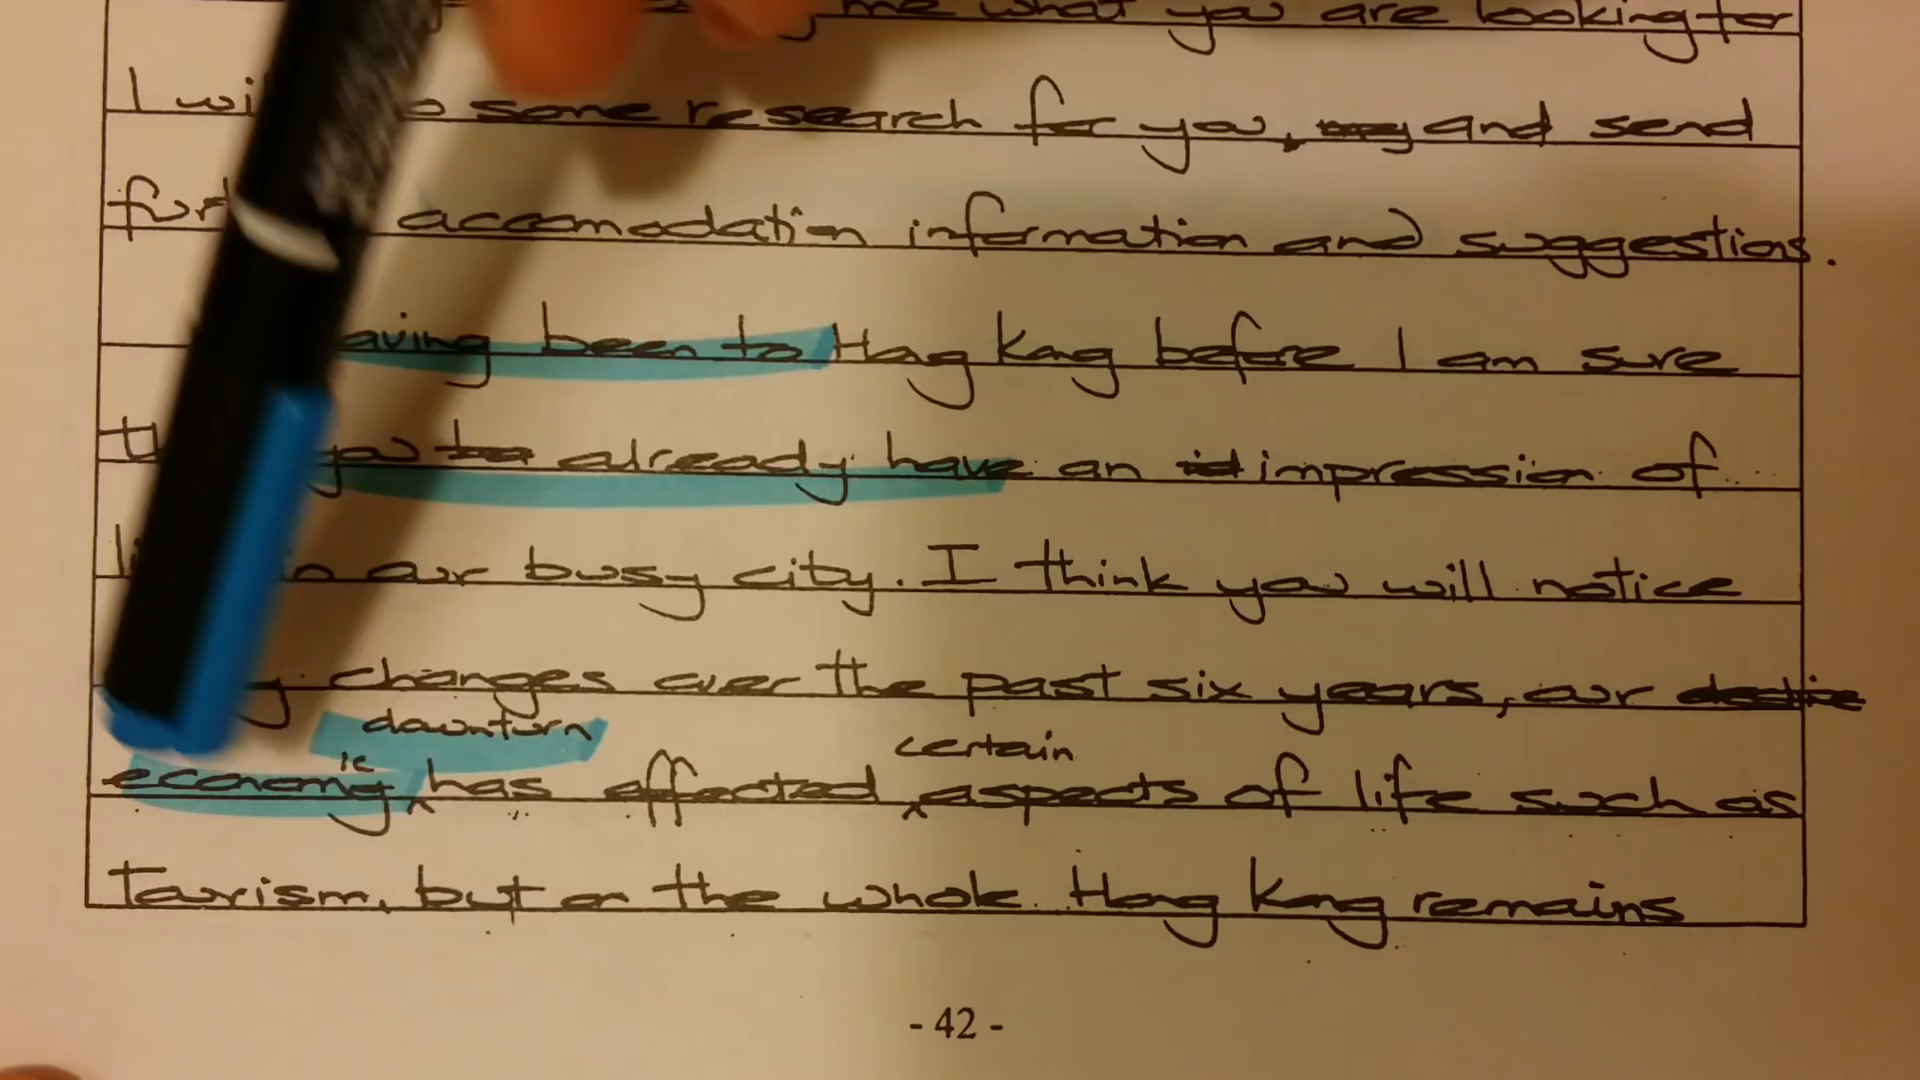 me what you are looking for
I some research for you, and send
accomodation information and suggestions.
been to Hong Kong before I am sure
you already have an impression of
in our busy city. I think you will notice
changes over the past six years, our
downturn
ic certain
economy has affected aspects of life such as
Tourism, but on the whole Hong Kong remains
- 42 -